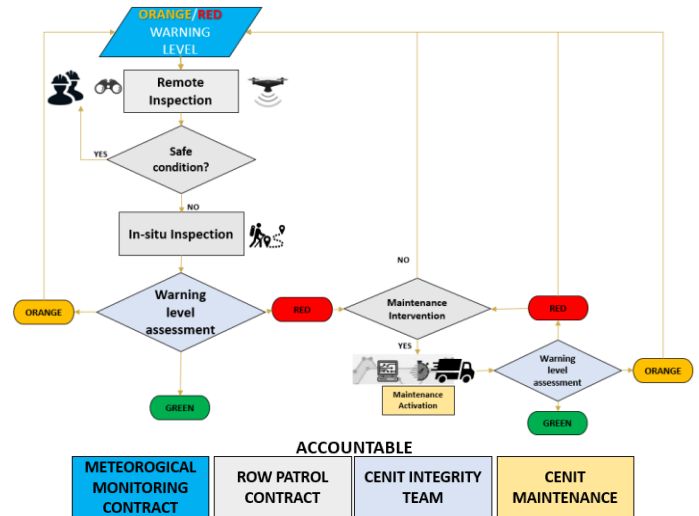 ORANGE/RED
WARNING
LEVEL
Remote
Inspection
YES
Safe
condition?
NO
In-situ Inspection
NO
ORANGE
Warning
level
assessment
RED
Maintenance
Intervention
RED
YES
Maintenance
Activation
Warning
level
assessment
ORANGE
GREEN
GREEN
ACCOUNTABLE
METEOROGICAL
MONITORING
CONTRACT
ROW PATROL
CONTRACT
CENIT INTEGRITY
TEAM
CENIT
MAINTENANCE